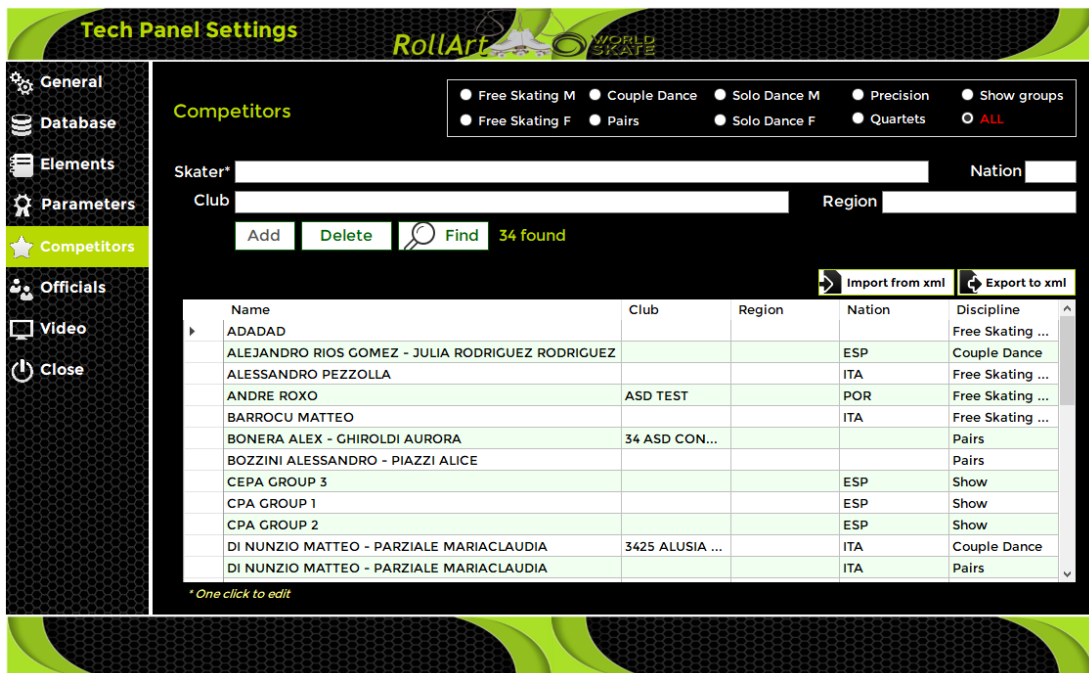 Tech Panel Settings
RollArt WORLD SKATE
General
Database
Elements
Parameters
Competitors
Officials
Video
Close
Competitors
Free Skating M Couple Dance Solo Dance M Precision Show groups
Free Skating F Pairs Solo Dance F Quartets ALL
Skater* Nation
Club Region
Add Delete Find 34 found
Import from xml Export to xml
Name Club Region Nation Discipline
ADADAD Free Skating ...
ALEJANDRO RIOS GOMEZ - JULIA RODRIGUEZ RODRIGUEZ ESP Couple Dance
ALESSANDRO PEZZOLLA ITA Free Skating ...
ANDRE ROXO ASD TEST POR Free Skating ...
BARROCU MATTEO ITA Free Skating ...
BONERA ALEX - GHIROLDI AURORA 34 ASD CON... Pairs
BOZZINI ALESSANDRO - PIAZZI ALICE Pairs
CEPA GROUP 3 ESP Show
CPA GROUP 1 ESP Show
CPA GROUP 2 ESP Show
DI NUNZIO MATTEO - PARZIALE MARIACLAUDIA 3425 ALUSIA ... ITA Couple Dance
DI NUNZIO MATTEO - PARZIALE MARIACLAUDIA ITA Pairs
* One click to edit